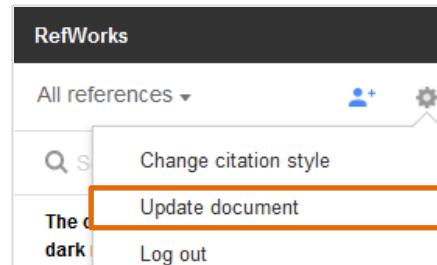 RefWorks
All references
S
Change citation style
Update document
The d
dark
Log out